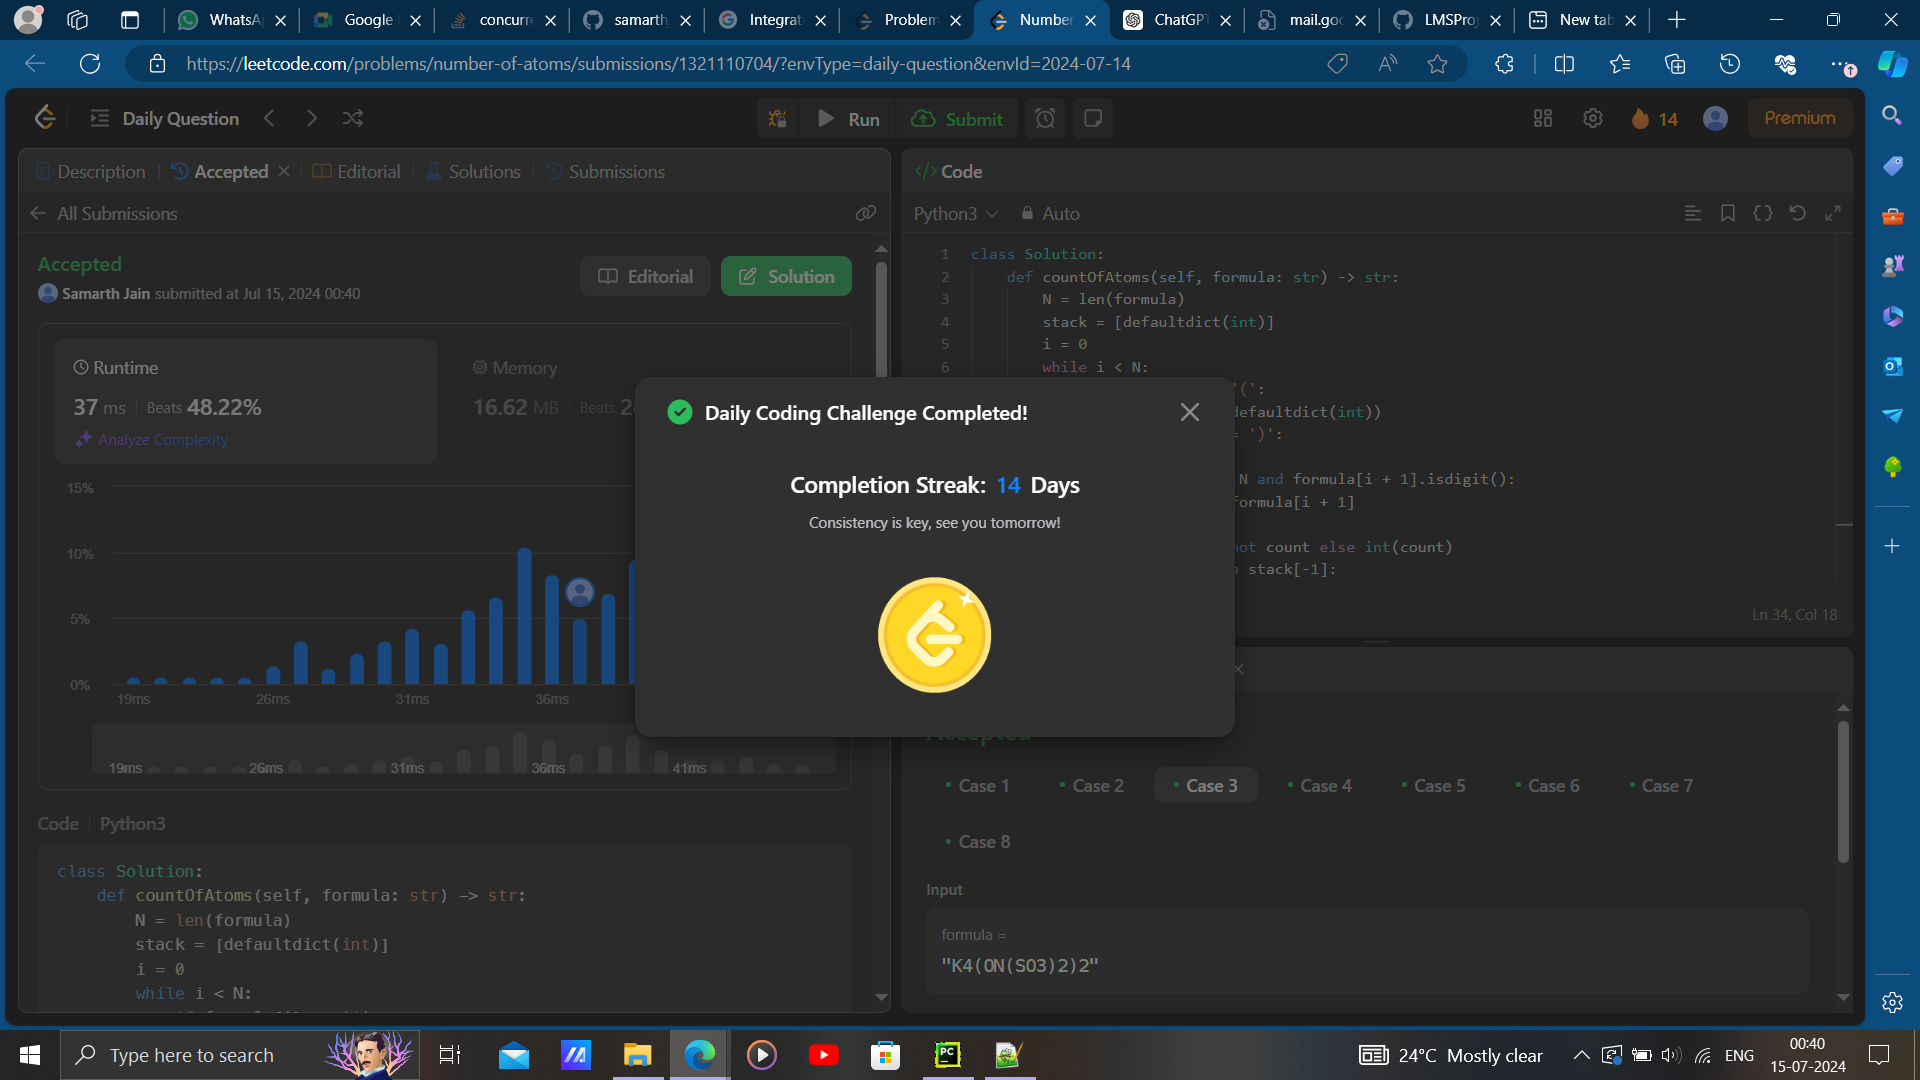 WhatsA
Google
concurre
samarth
Integrat
Problem
Number
ChatGPT
mail.goo
LMSProj
New tab
https://leetcode.com/problems/number-of-atoms/submissions/1321110704/?envType=daily-question&envId=2024-07-14
Daily Question
Run
Submit
14
Premium
Description
Accepted
Editorial
Solutions
Submissions
All Submissions
Accepted
Samarth Jain submitted at Jul 15, 2024 00:40
Editorial
Solution
Runtime
37 ms
Beats 48.22%
Analyze Complexity
Memory
16.62 MB
Beats 2
15%
10%
5%
0%
19ms
26ms
31ms
36ms
19ms
26ms
31ms
36ms
41ms
Code
Python3
class Solution:
def countOfAtoms(self, formula: str) -> str:
N = len(formula)
stack = [defaultdict(int)]
i = 0
while i < N:
</> Code
Python3
Auto
1 class Solution:
2 def countOfAtoms(self, formula: str) -> str:
3 N = len(formula)
4 stack = [defaultdict(int)]
5 i = 0
6 while i < N:
'(':
defaultdict(int))
= ')':
N and formula[i + 1].isdigit():
formula[i + 1]
not count else int(count)
stack[-1]:
Ln 34, Col 18
Daily Coding Challenge Completed!
Completion Streak: 14 Days
Consistency is key, see you tomorrow!
Accepted
Case 1
Case 2
Case 3
Case 4
Case 5
Case 6
Case 7
Case 8
Input
formula =
"K4(ON(SO3)2)2"
Type here to search
24°C Mostly clear
ENG
00:40
15-07-2024